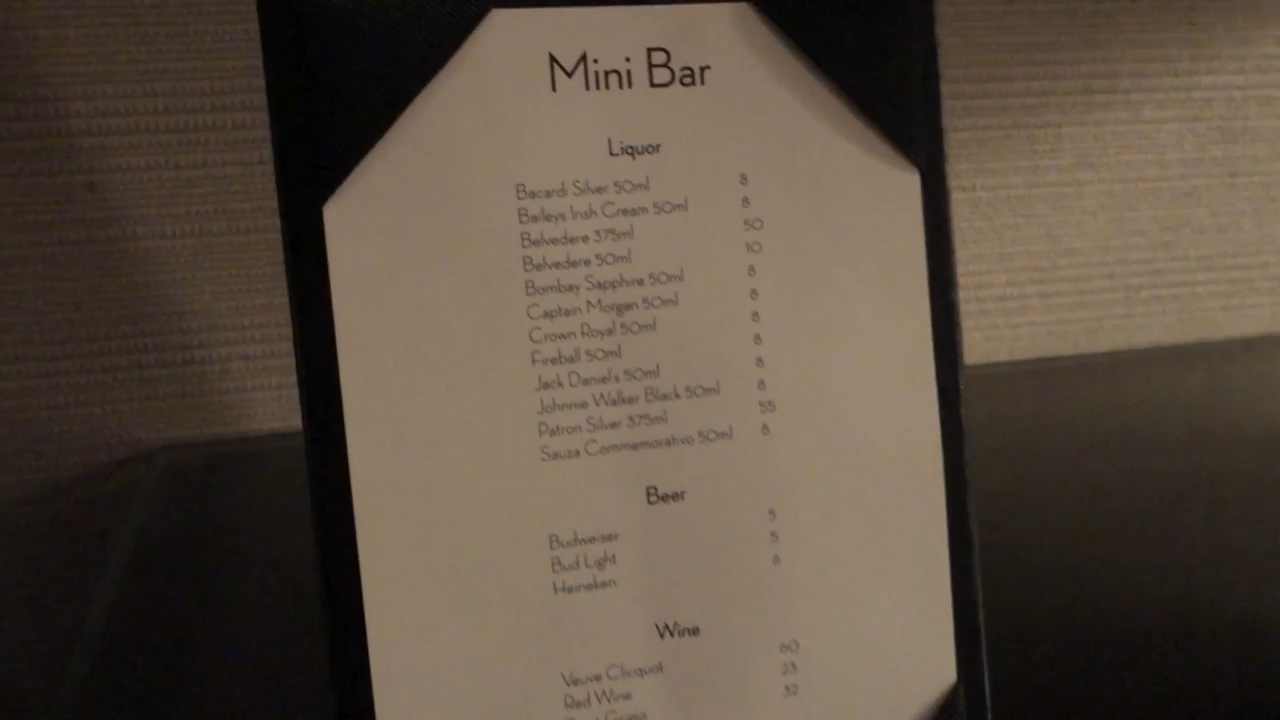 Mini Bar
Liquor
Bacardi Silver 50ml 8
Baileys Irish Cream 50ml 8
Belvedere 375ml 50
Belvedere 50ml 10
Bombay Sapphire 50ml 8
Captain Morgan 50ml 8
Crown Royal 50ml 8
Fireball 50ml 8
Jack Daniel's 50ml 8
Johnnie Walker Black 50ml 8
Patron Silver 375ml 55
Sauza Commemorativo 50ml 8
Beer
Budweiser 5
Bud Light 5
Heineken 6
Wine
Veuve Clicquot 80
Red Wine 23
32